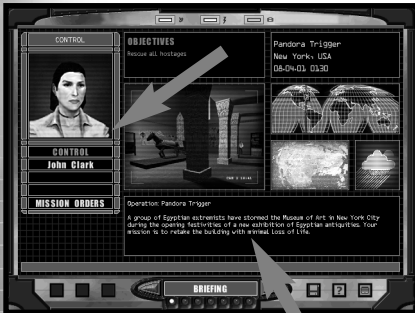 CONTROL
OBJECTIVES
Rescue all hostages
Pandora Trigger
New York, USA
08-04-01 0130
CONTROL
John Clark
MISSION ORDERS
Operation: Pandora Trigger
A group of Egyptian extremists have stormed the Museum of Art in New York City
during the opening festivities of a new exhibition of Egyptian antiquities. Your
mission is to retake the building with minimal loss of life.
BRIEFING